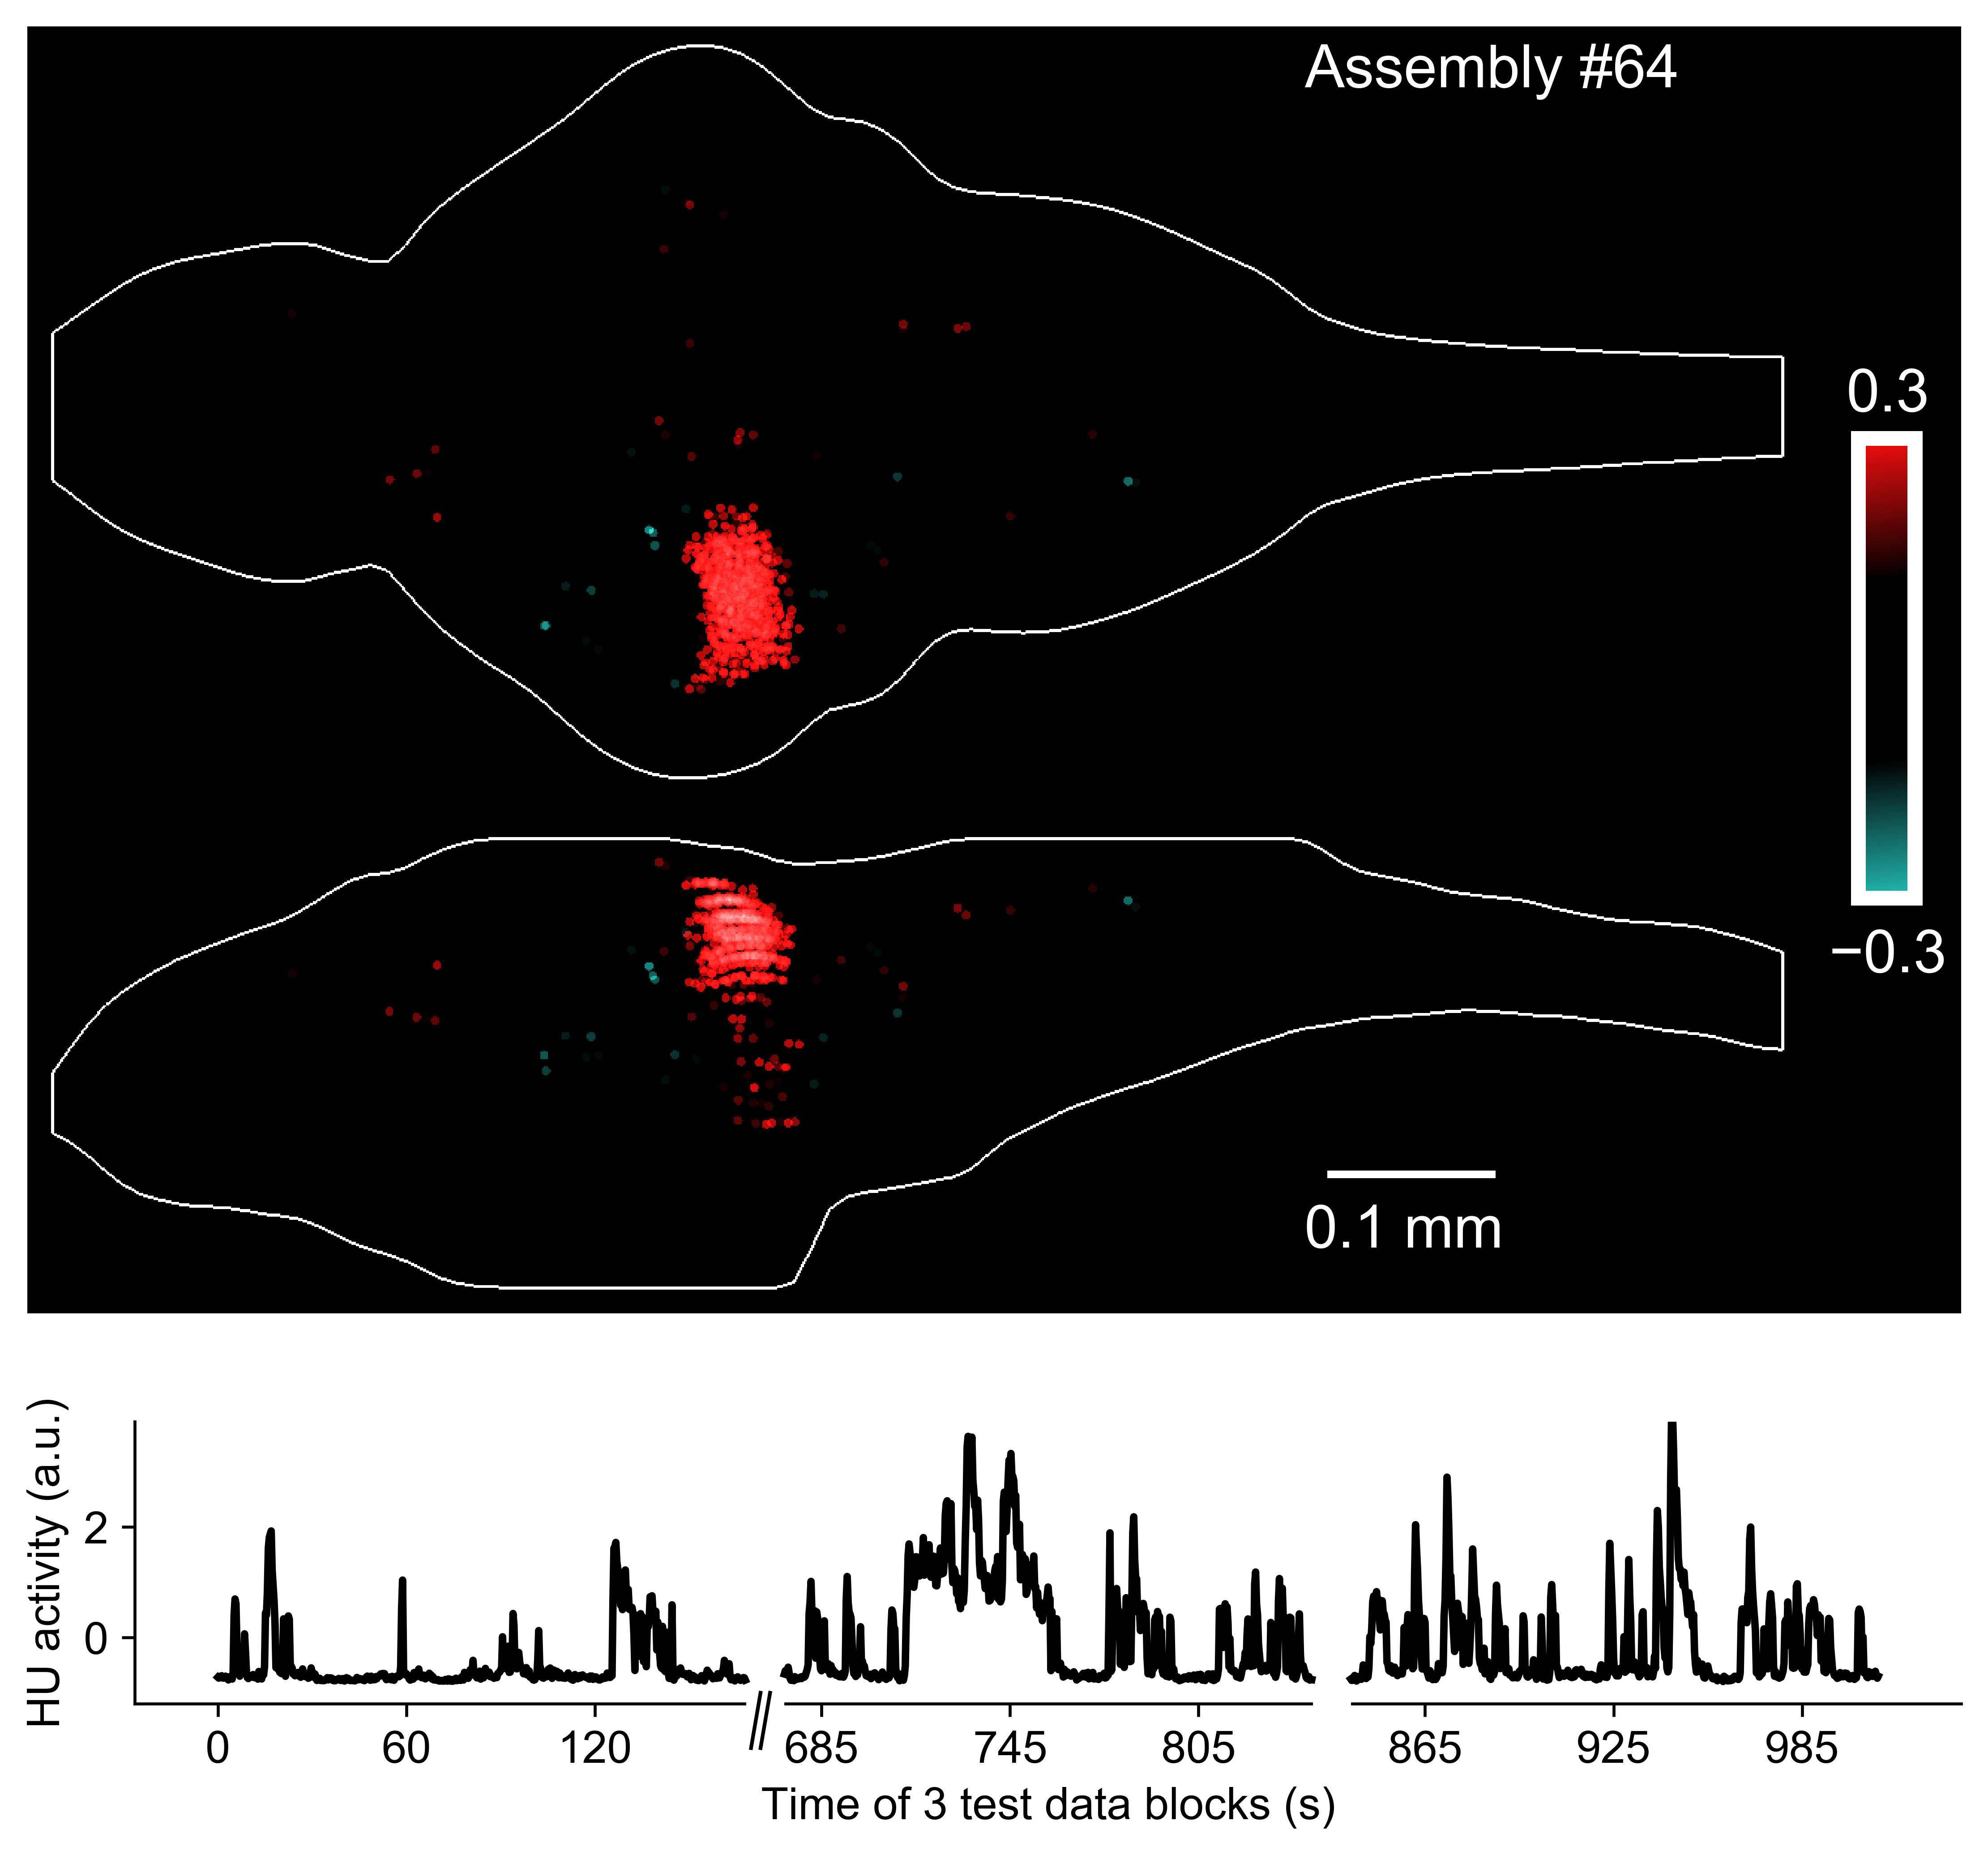 Assembly #64
0.3
−0.3
0.1 mm
HU activity (a.u.)
2
0
0 60 120 685 745 805 865 925 985
Time of 3 test data blocks (s)